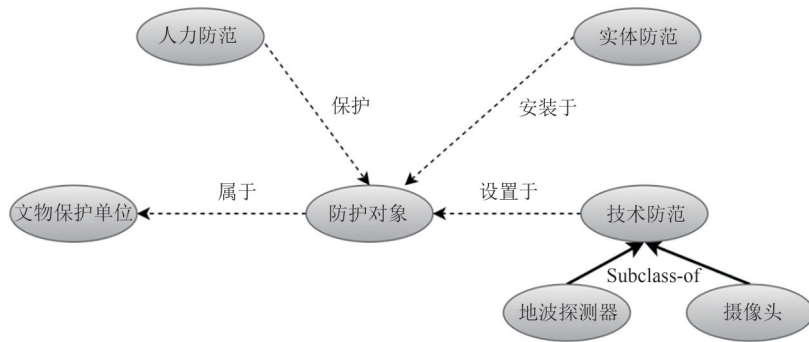 人力防范
实体防范
保护
安装于
属于
设置于
文物保护单位
防护对象
技术防范
Subclass-of
地波探测器
摄像头